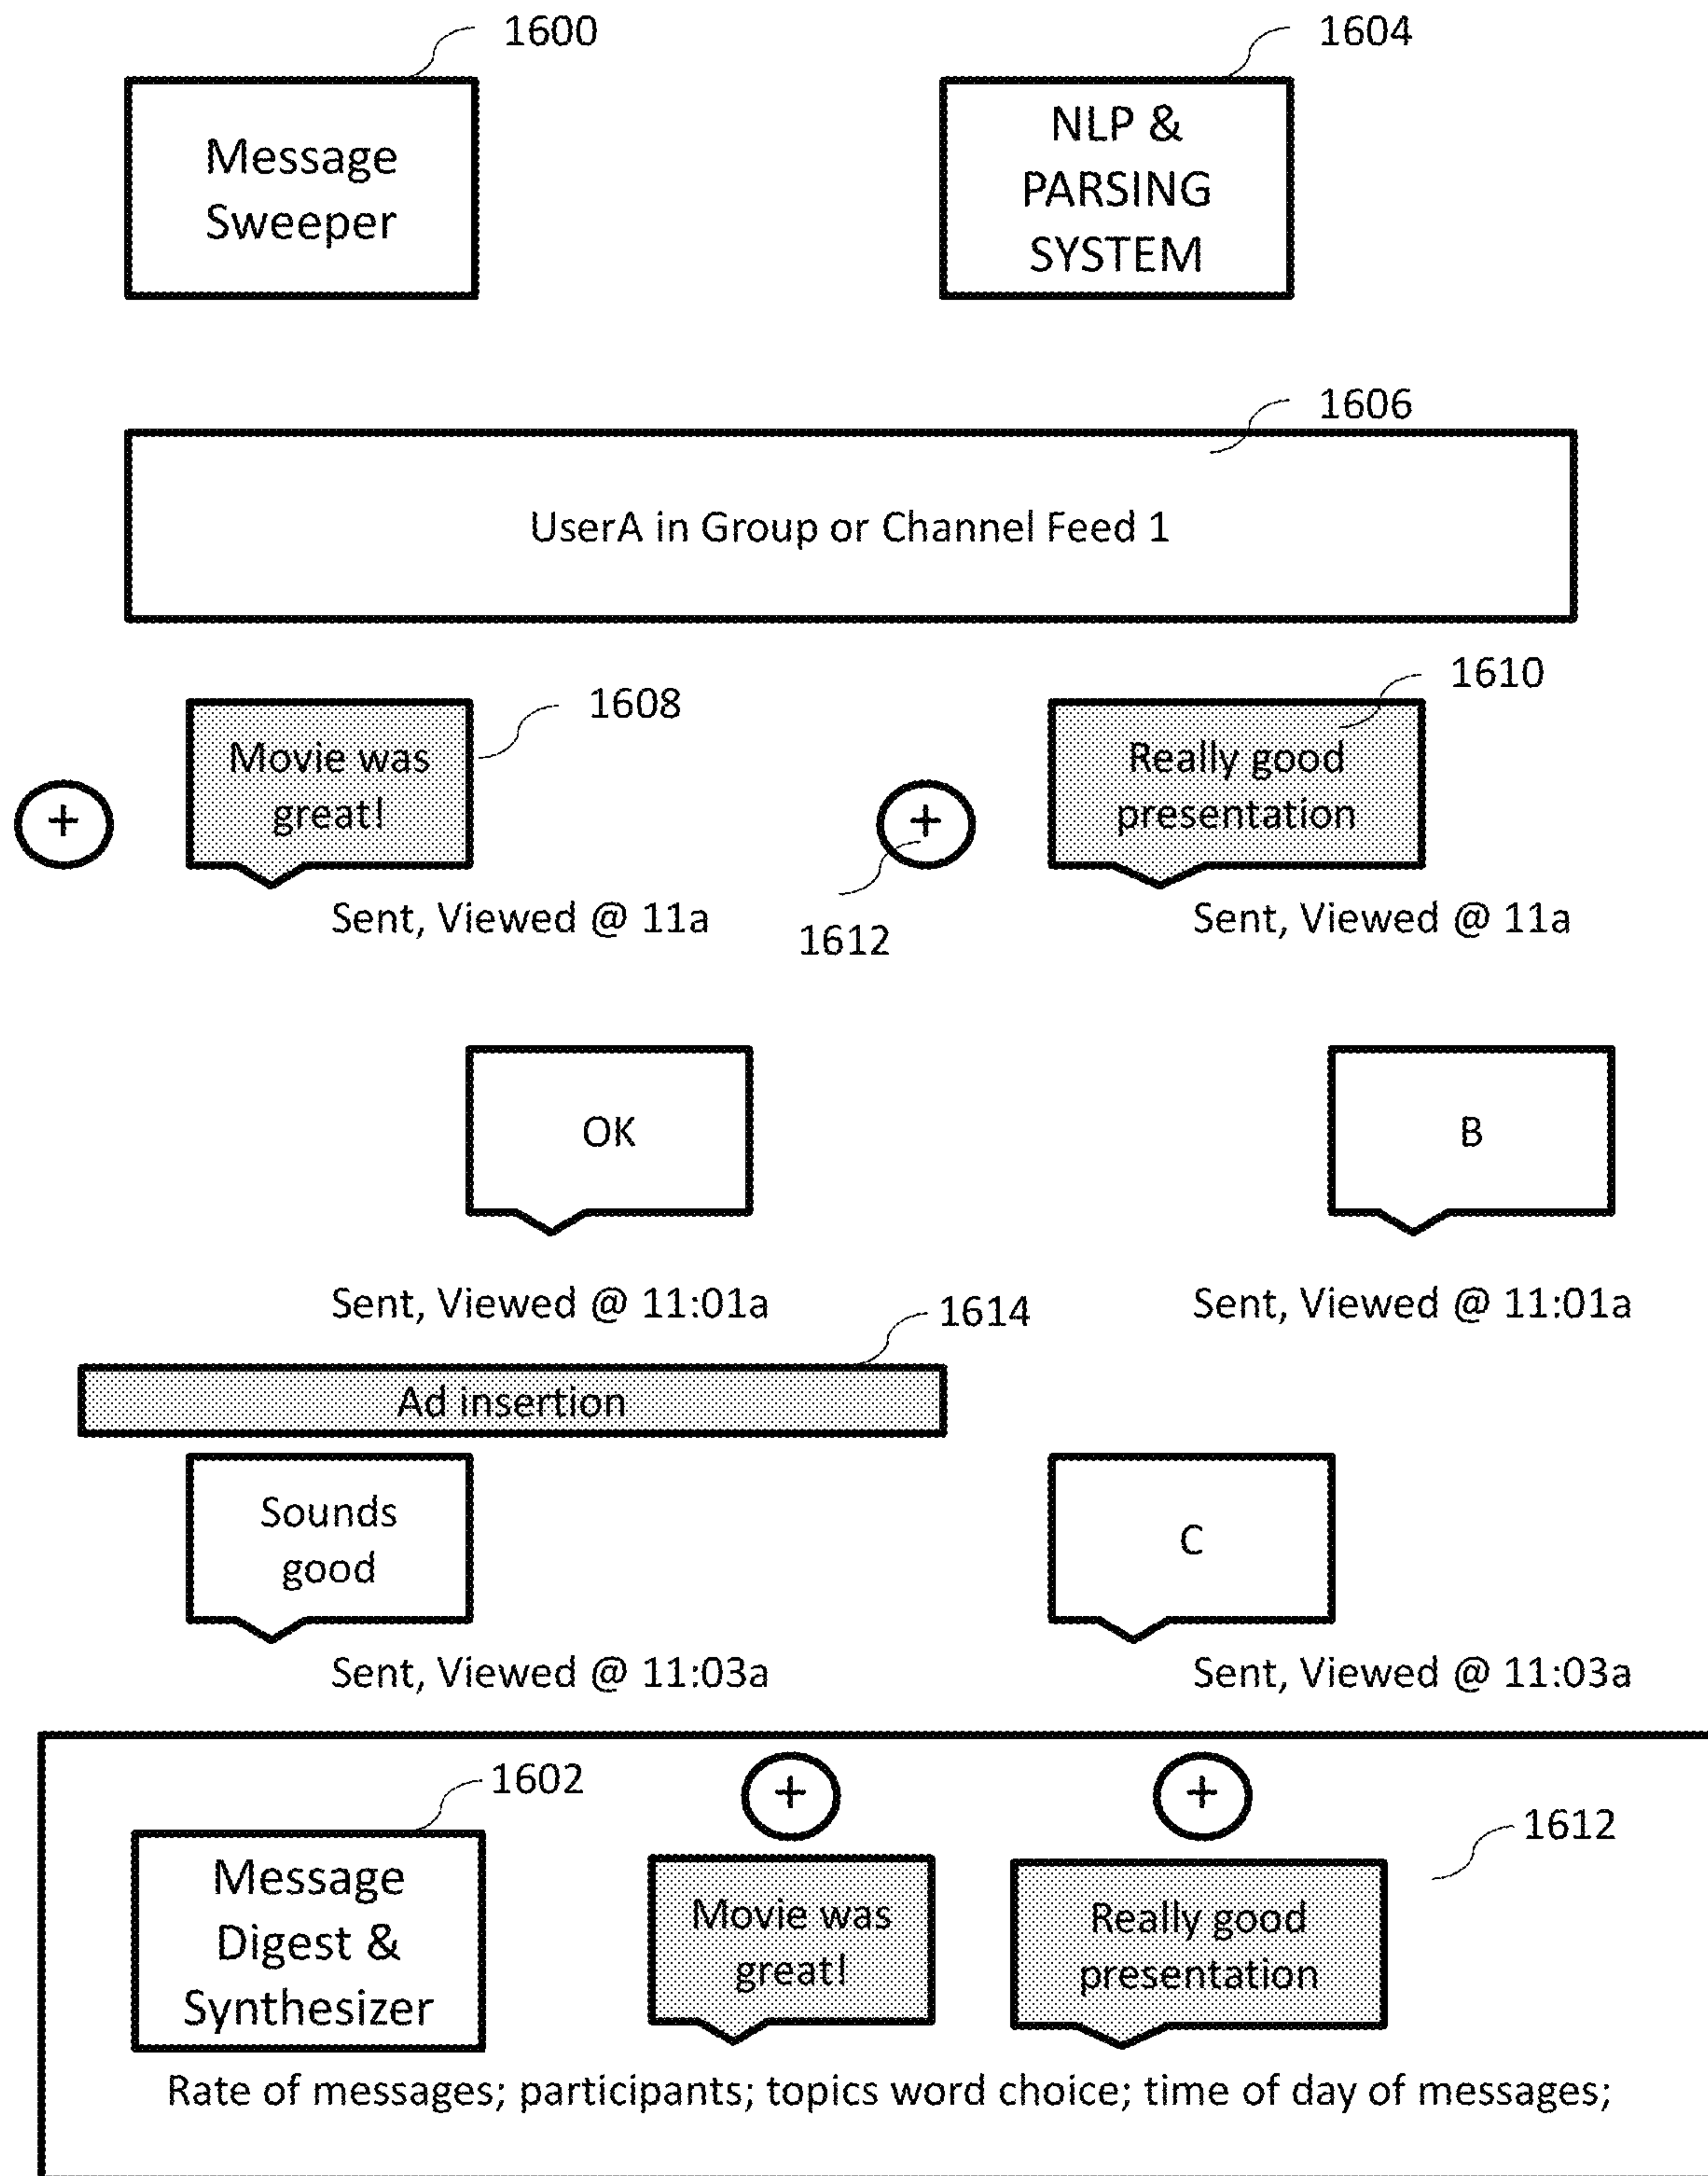 1600
1604
Message
Sweeper
NLP &
PARSING
SYSTEM
1606
UserA in Group or Channel Feed 1
1608
1610
Movie was
great!
Really good
presentation
+
+
Sent, Viewed @ 11a
1612
Sent, Viewed @ 11a
OK
B
Sent, Viewed @ 11:01a
Sent, Viewed @ 11:01a
1614
Ad insertion
Sounds
good
C
Sent, Viewed @ 11:03a
Sent, Viewed @ 11:03a
1602
+
+
1612
Message
Digest &
Synthesizer
Movie was
great!
Really good
presentation
Rate of messages; participants; topics word choice; time of day of messages;